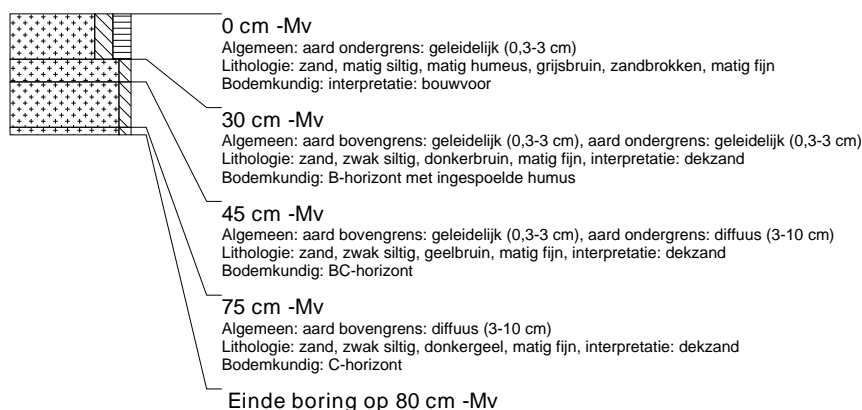 0 cm -Mv
Algemeen: aard ondergrens: geleidelijk (0,3-3 cm)
Lithologie: zand, matig siltig, matig humeus, grijsbruin, zandbrokken, matig fijn
Bodemkundig: interpretatie: bouwvoor
30 cm -Mv
Algemeen: aard bovengrens: geleidelijk (0,3-3 cm), aard ondergrens: geleidelijk (0,3-3 cm)
Lithologie: zand, zwak siltig, donkerbruin, matig fijn, interpretatie: dekzand
Bodemkundig: B-horizont met ingespoelde humus
45 cm -Mv
Algemeen: aard bovengrens: geleidelijk (0,3-3 cm), aard ondergrens: diffuus (3-10 cm)
Lithologie: zand, zwak siltig, geelbruin, matig fijn, interpretatie: dekzand
Bodemkundig: BC-horizont
75 cm -Mv
Algemeen: aard bovengrens: diffuus (3-10 cm)
Lithologie: zand, zwak siltig, donkergeel, matig fijn, interpretatie: dekzand
Bodemkundig: C-horizont
Einde boring op 80 cm -Mv